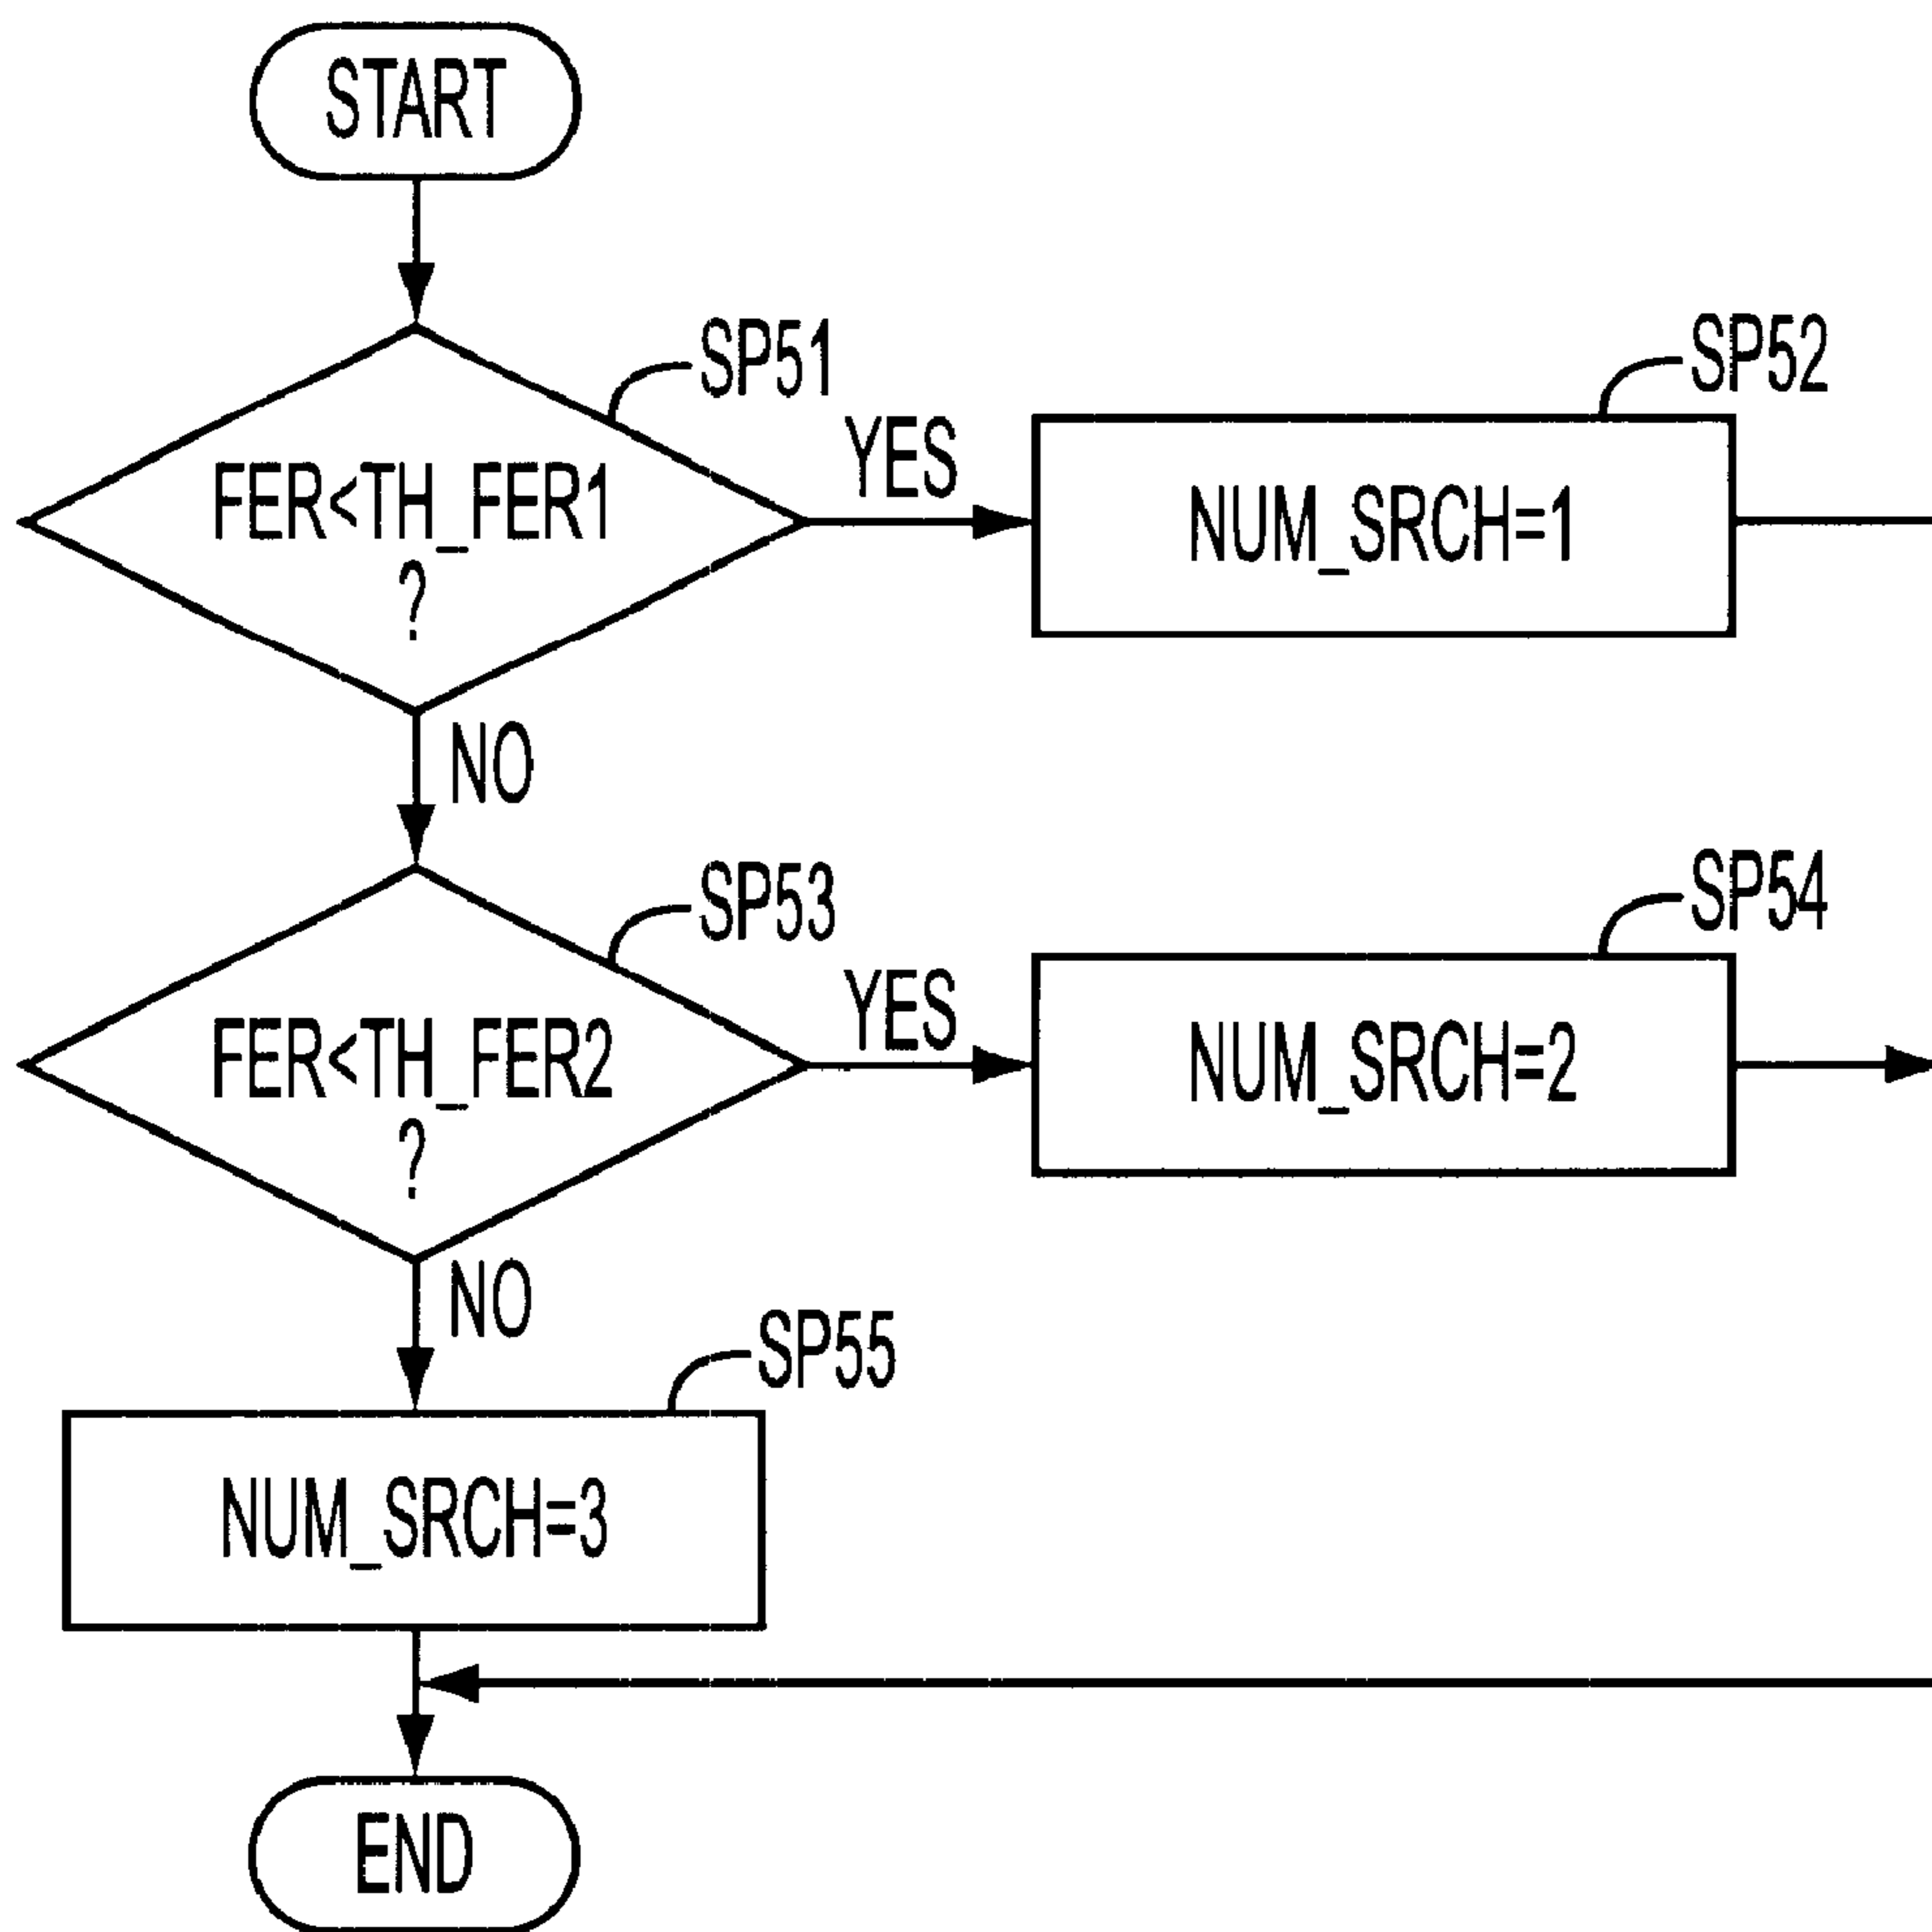 START
SP51
FER<TH_FER1
?
YES
SP52
NUM_SRCH=1
NO
SP53
FER<TH_FER2
?
YES
SP54
NUM_SRCH=2
NO
SP55
NUM_SRCH=3
END